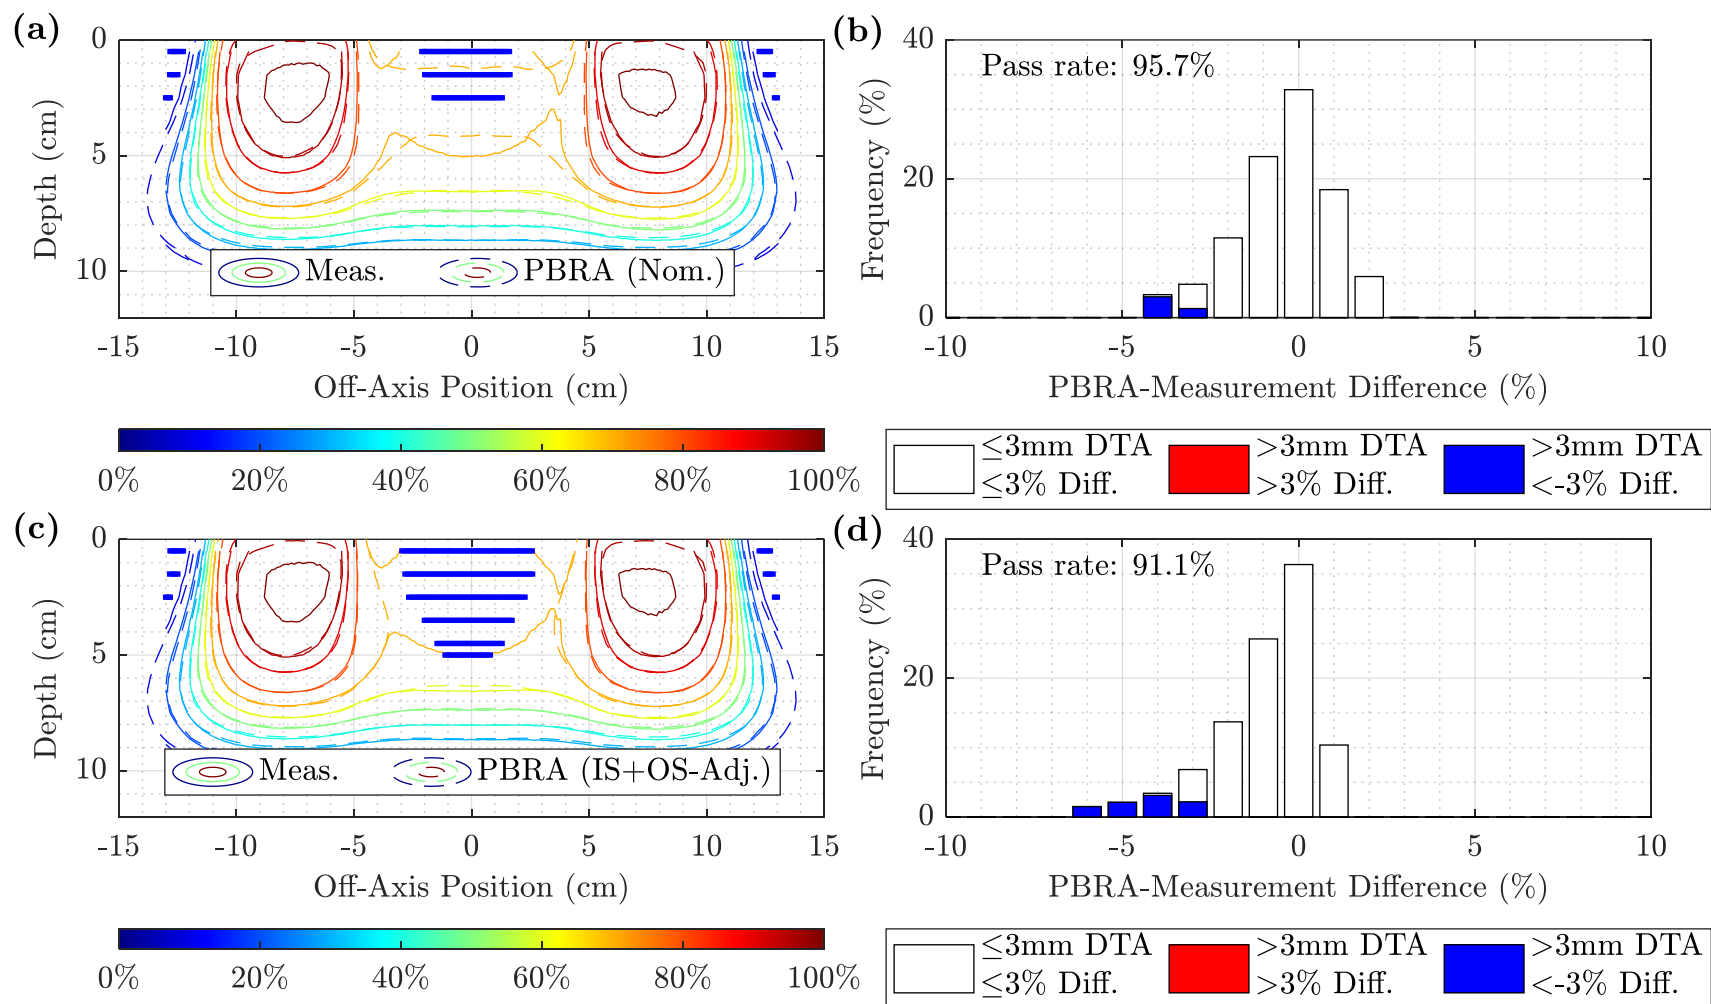 (a)
0
5
10
Depth (cm)
Meas.
PBRA (Nom.)
-15 -10 -5 0 5 10 15
Off-Axis Position (cm)
0% 20% 40% 60% 80% 100%
(b)
40
20
0
Frequency (%)
Pass rate: 95.7%
-10 -5 0 5 10
PBRA-Measurement Difference (%)
≤3mm DTA
≤3% Diff.
>3mm DTA
>3% Diff.
>3mm DTA
<-3% Diff.
(c)
0
5
10
Depth (cm)
Meas.
PBRA (IS+OS-Adj.)
-15 -10 -5 0 5 10 15
Off-Axis Position (cm)
0% 20% 40% 60% 80% 100%
(d)
40
20
0
Frequency (%)
Pass rate: 91.1%
-10 -5 0 5 10
PBRA-Measurement Difference (%)
≤3mm DTA
≤3% Diff.
>3mm DTA
>3% Diff.
>3mm DTA
<-3% Diff.